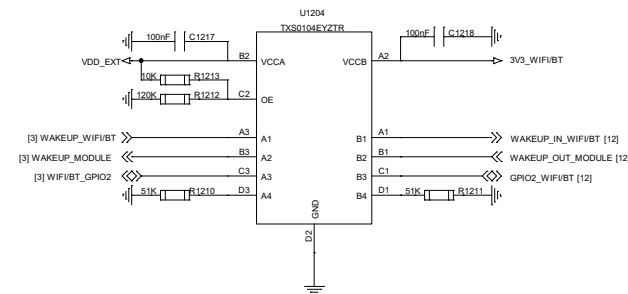 U1204
TXS0104EYZTR
100nF C1217
100nF C1218
VDD_EXT
B2 VCCA
VCCB A2
3V3_WIFI/BT
10K R1213
120K R1212
C2 OE
[3] WAKEUP_WIFI/BT
A3 A1
B1 A1
WAKEUP_IN_WIFI/BT [12]
[3] WAKEUP_MODULE
B3 A2
B2 B1
WAKEUP_OUT_MODULE [12
[3] WIFI/BT_GPIO2
C3 A3
B3 C1
GPIO2_WIFI/BT [12]
51K R1210
D3 A4
B4 D1
51K R1211
GND
D2